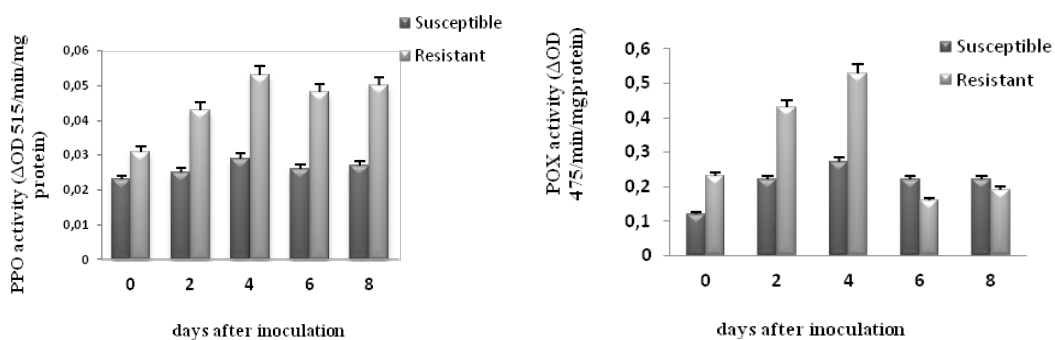 PPO activity (ΔOD 515/min/mg
protein)
0,06
0,05
0,04
0,03
0,02
0,01
0
0 2 4 6 8
days after inoculation
Susceptible
Resistant
POX activity (ΔOD
475/min/mgprotein)
0,6
0,5
0,4
0,3
0,2
0,1
0
0 2 4 6 8
days after inoculation
Susceptible
Resistant